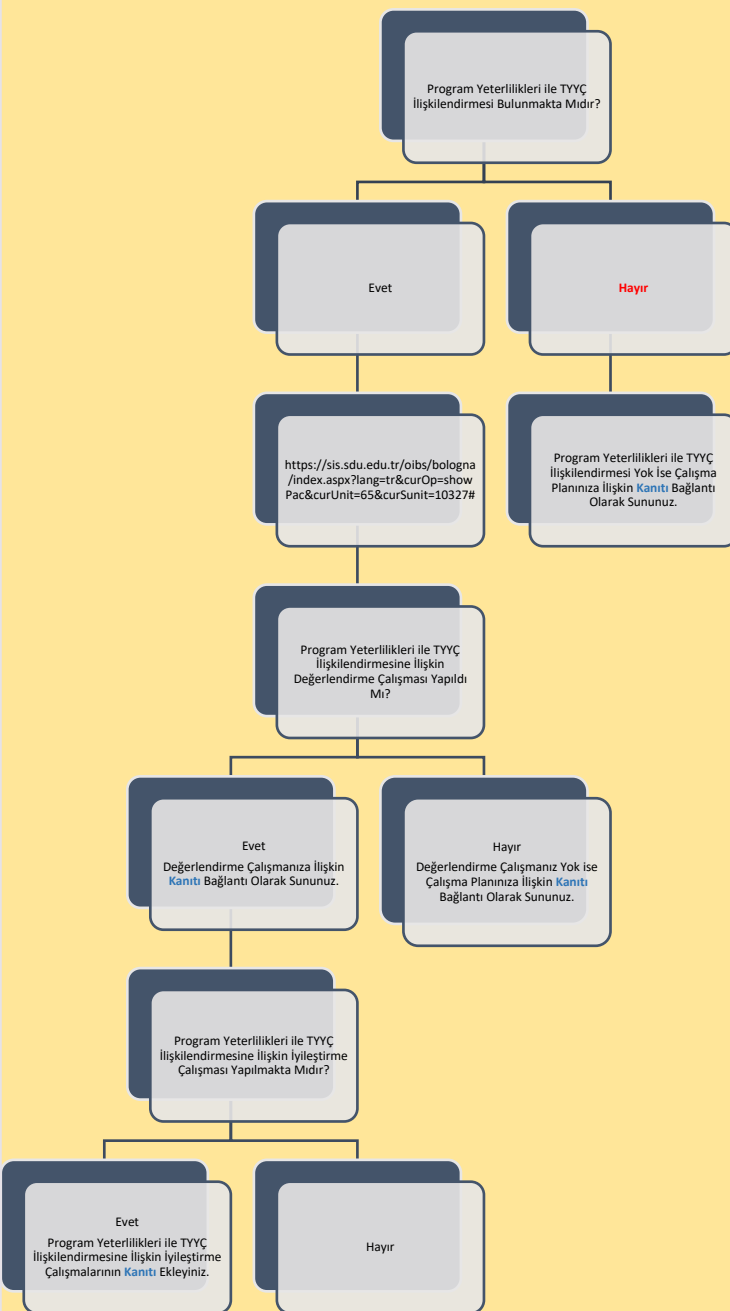 Program Yeterlilikleri ile TYYÇ
İlişkilendirmesi Bulunmakta Mıdır?
Evet
Hayır
https://sis.sdu.edu.tr/oibs/bologna
/index.aspx?lang=tr&curOp=show
Pac&curUnit=65&curSunit=10327#
Program Yeterlilikleri ile TYYÇ
İlişkilendirmesi Yok İse Çalışma
Planınıza İlişkin Kanıtı Bağlantı
Olarak Sununuz.
Program Yeterlilikleri ile TYYÇ
İlişkilendirmesine İlişkin
Değerlendirme Çalışması Yapıldı
Mı?
Evet
Değerlendirme Çalışmanıza İlişkin
Kanıtı Bağlantı Olarak Sununuz.
Hayır
Değerlendirme Çalışmanız Yok ise
Çalışma Planınıza İlişkin Kanıtı
Bağlantı Olarak Sununuz.
Program Yeterlilikleri ile TYYÇ
İlişkilendirmesine İlişkin İyileştirme
Çalışması Yapılmakta Mıdır?
Evet
Program Yeterlilikleri ile TYYÇ
İlişkilendirmesine İlişkin İyileştirme
Çalışmalarının Kanıtı Ekleyiniz.
Hayır